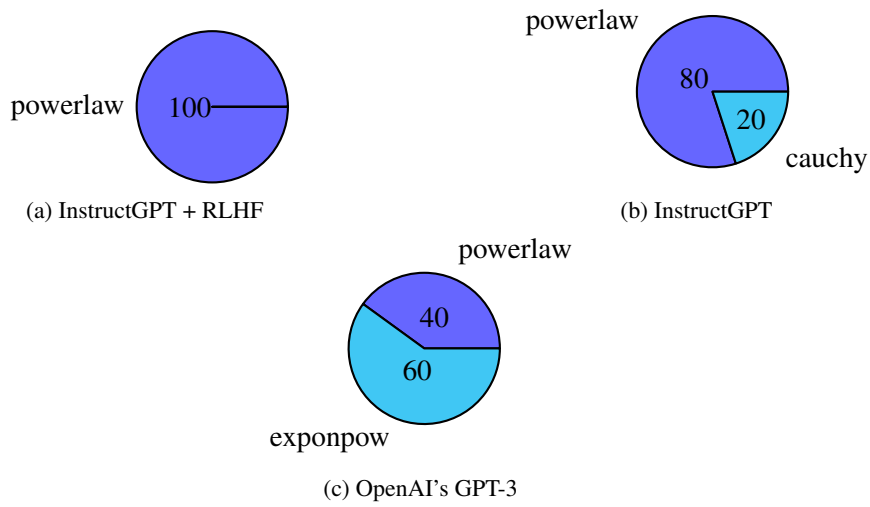 powerlaw
100
(a) InstructGPT + RLHF
powerlaw
80
20
cauchy
(b) InstructGPT
powerlaw
40
60
exponpow
(c) OpenAI's GPT-3